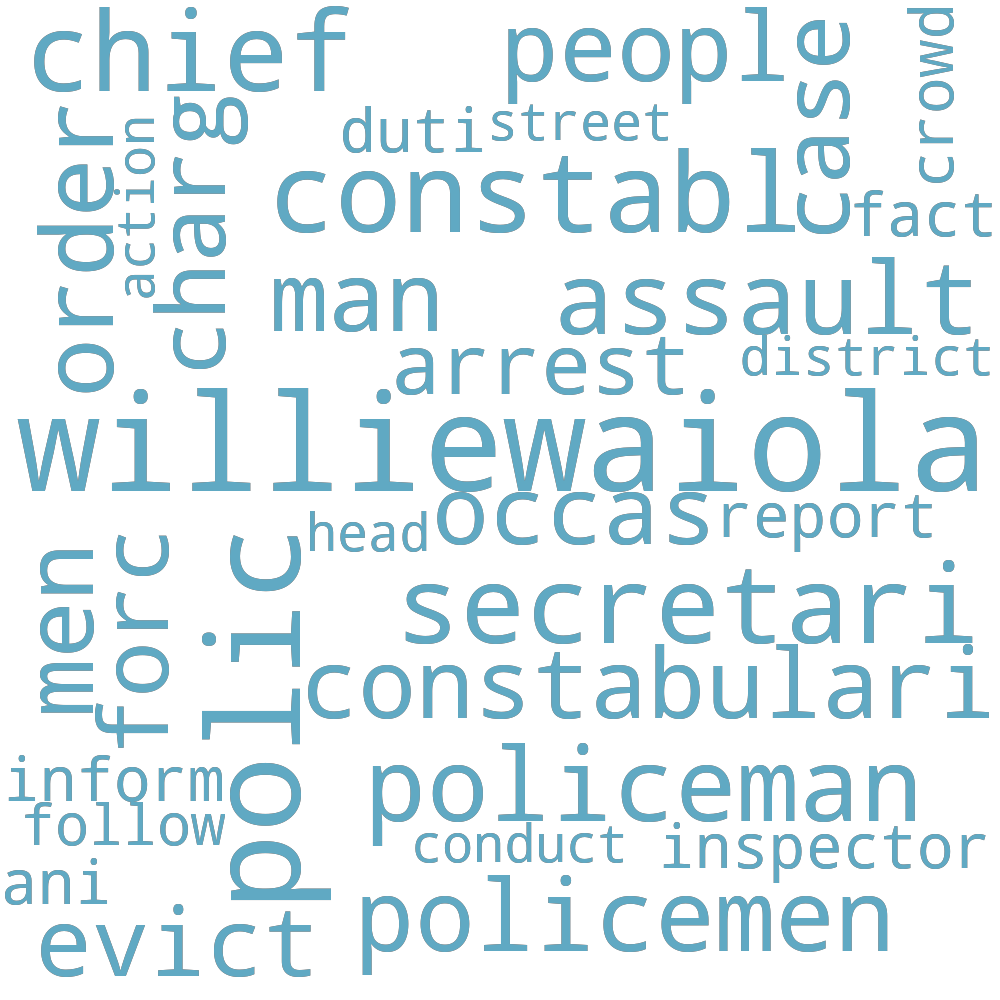 chief
people
case
crowd
order
action
charg
duti
street
constabl
fact
man
assault
arrest
district
williewaiola
occas
report
head
men
forc
polic
secretari
constabulari
inform
policeman
follow
conduct
inspector
ani
policemen
evict